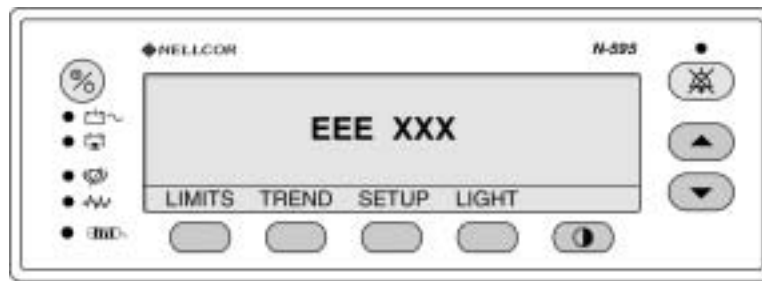 NELLCOR N-595
%
EEE XXX
LIMITS TREND SETUP LIGHT